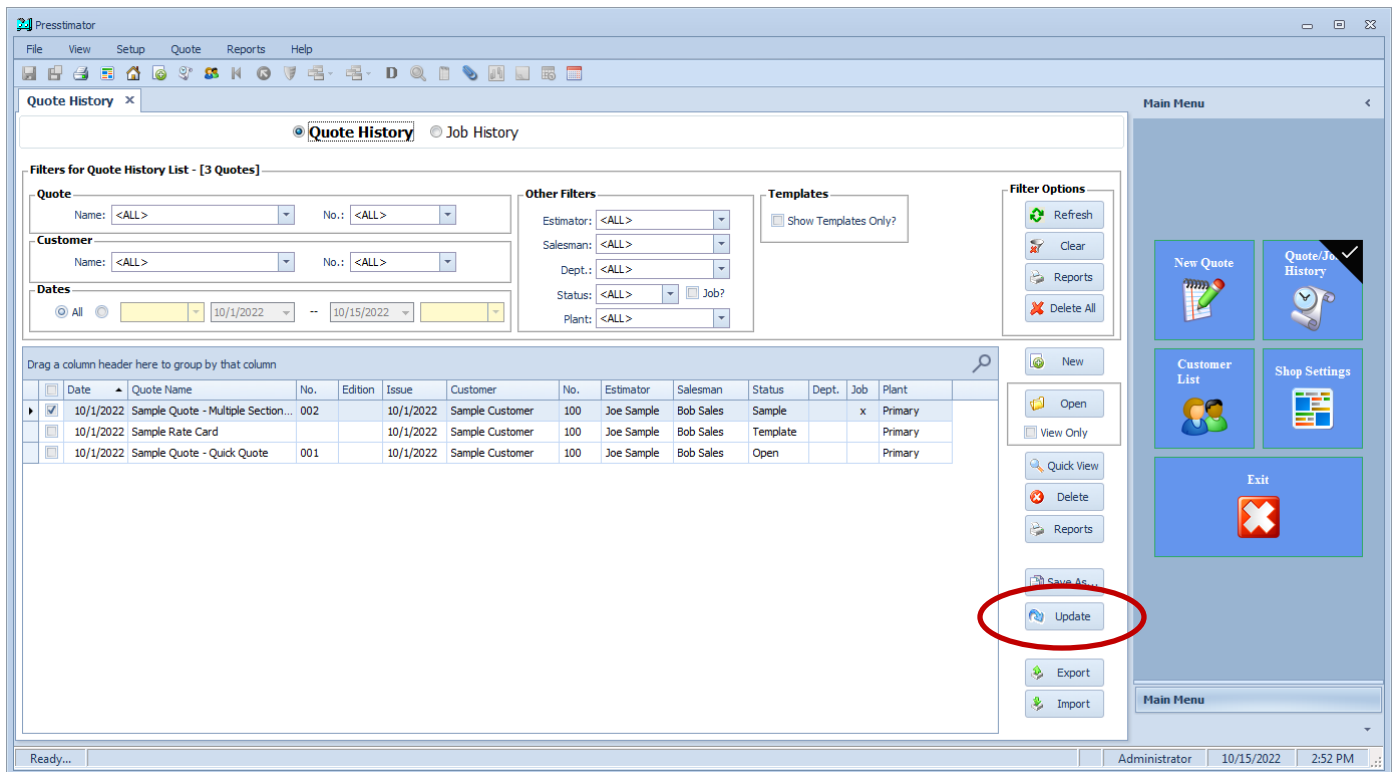 Presstimator
File View Setup Quote Reports Help
D
Quote History ×
Main Menu <
Quote History Job History
Filters for Quote History List - [3 Quotes]
Quote
Name: <ALL> No.: <ALL>
Customer
Name: <ALL> No.: <ALL>
Dates
All 10/1/2022 -- 10/15/2022
Other Filters
Estimator: <ALL>
Salesman: <ALL>
Dept.: <ALL>
Status: <ALL> Job?
Plant: <ALL>
Templates
Show Templates Only?
Filter Options
Refresh
Clear
Reports
Delete All
Drag a column header here to group by that column
Date Quote Name No. Edition Issue Customer No. Estimator Salesman Status Dept. Job Plant
10/1/2022 Sample Quote - Multiple Section... 002 10/1/2022 Sample Customer 100 Joe Sample Bob Sales Sample x Primary
10/1/2022 Sample Rate Card 10/1/2022 Sample Customer 100 Joe Sample Bob Sales Template Primary
10/1/2022 Sample Quote - Quick Quote 001 10/1/2022 Sample Customer 100 Joe Sample Bob Sales Open Primary
New
Open
View Only
Quick View
Delete
Reports
Save As...
Update
Export
Import
New Quote
Quote/Jo
History
Customer
List
Shop Settings
Exit
Main Menu
Ready... Administrator 10/15/2022 2:52 PM